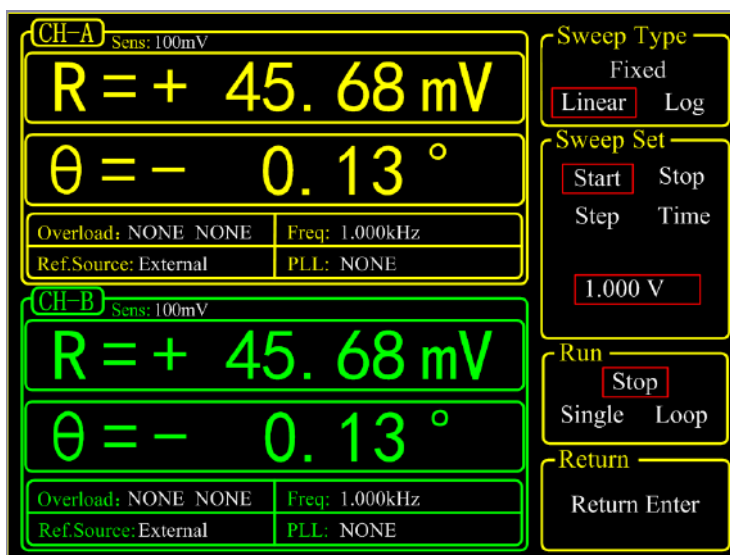 CH-A Sens: 100mV
R=+ 45.68 mV
θ=- 0.13 °
Overload: NONE NONE Freq: 1.000kHz
Ref.Source: External PLL: NONE
CH-B Sens: 100mV
R=+ 45.68 mV
θ=- 0.13 °
Overload: NONE NONE Freq: 1.000kHz
Ref.Source: External PLL: NONE
Sweep Type
Fixed
Linear Log
Sweep Set
Start Stop
Step Time
1.000 V
Run
Stop
Single Loop
Return
Return Enter